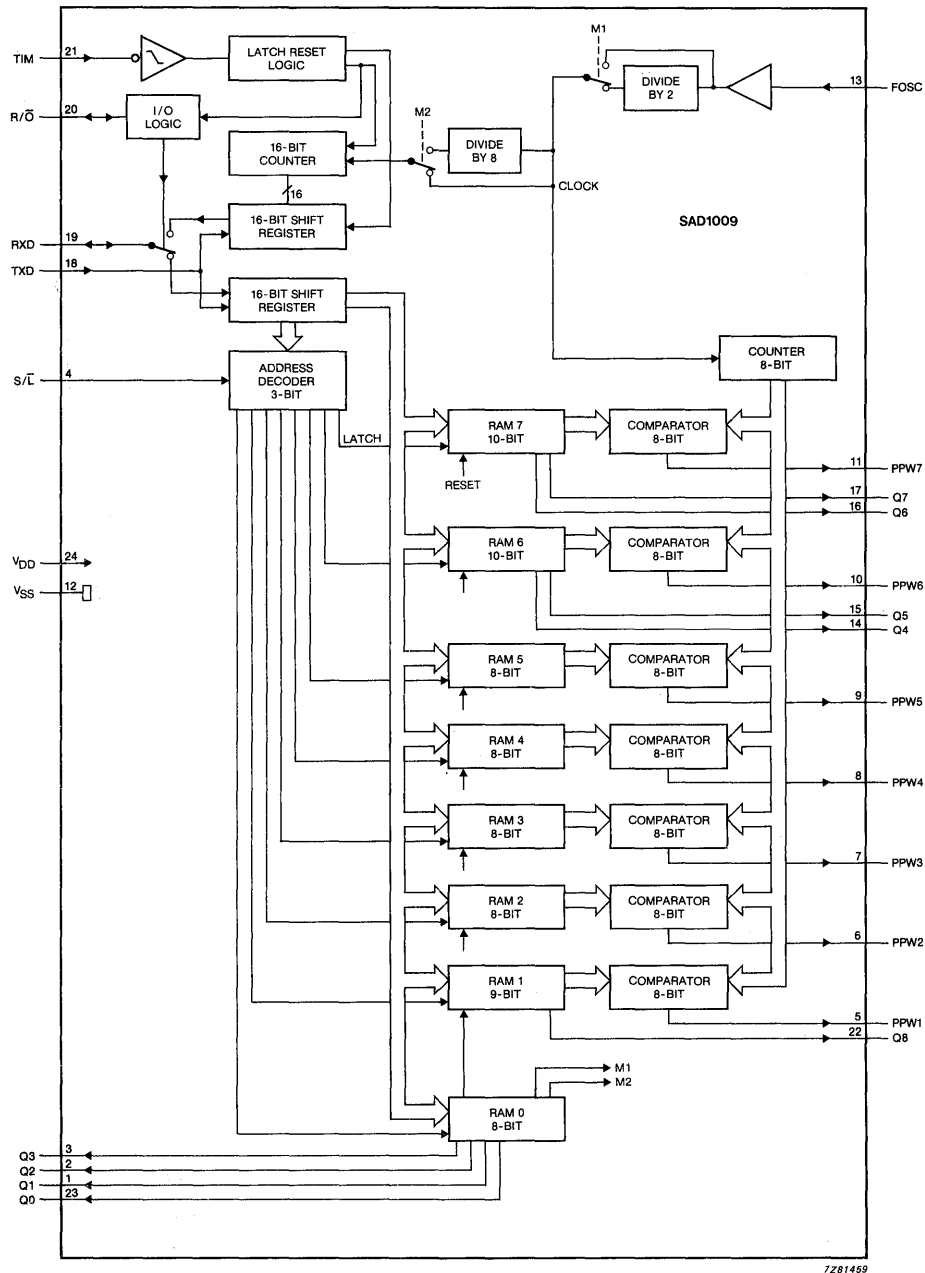 TIM
21
LATCH RESET
LOGIC
M1
DIVIDE
BY 2
13
FOSC
R/O̅
20
I/O
LOGIC
16-BIT
COUNTER
M2
DIVIDE
BY 8
CLOCK
16
16-BIT SHIFT
REGISTER
SAD1009
RXD
19
TXD
18
16-BIT SHIFT
REGISTER
S/L̅
4
ADDRESS
DECODER
3-BIT
COUNTER
8-BIT
LATCH
RAM 7
10-BIT
COMPARATOR
8-BIT
RESET
11
PPW7
17
Q7
16
Q6
VDD
24
VSS
12
RAM 6
10-BIT
COMPARATOR
8-BIT
10
PPW6
15
Q5
14
Q4
RAM 5
8-BIT
COMPARATOR
8-BIT
9
PPW5
RAM 4
8-BIT
COMPARATOR
8-BIT
8
PPW4
RAM 3
8-BIT
COMPARATOR
8-BIT
7
PPW3
RAM 2
8-BIT
COMPARATOR
8-BIT
6
PPW2
RAM 1
9-BIT
COMPARATOR
8-BIT
5
PPW1
22
Q8
M1
M2
RAM 0
8-BIT
Q3
3
Q2
2
Q1
1
Q0
23
7Z81459